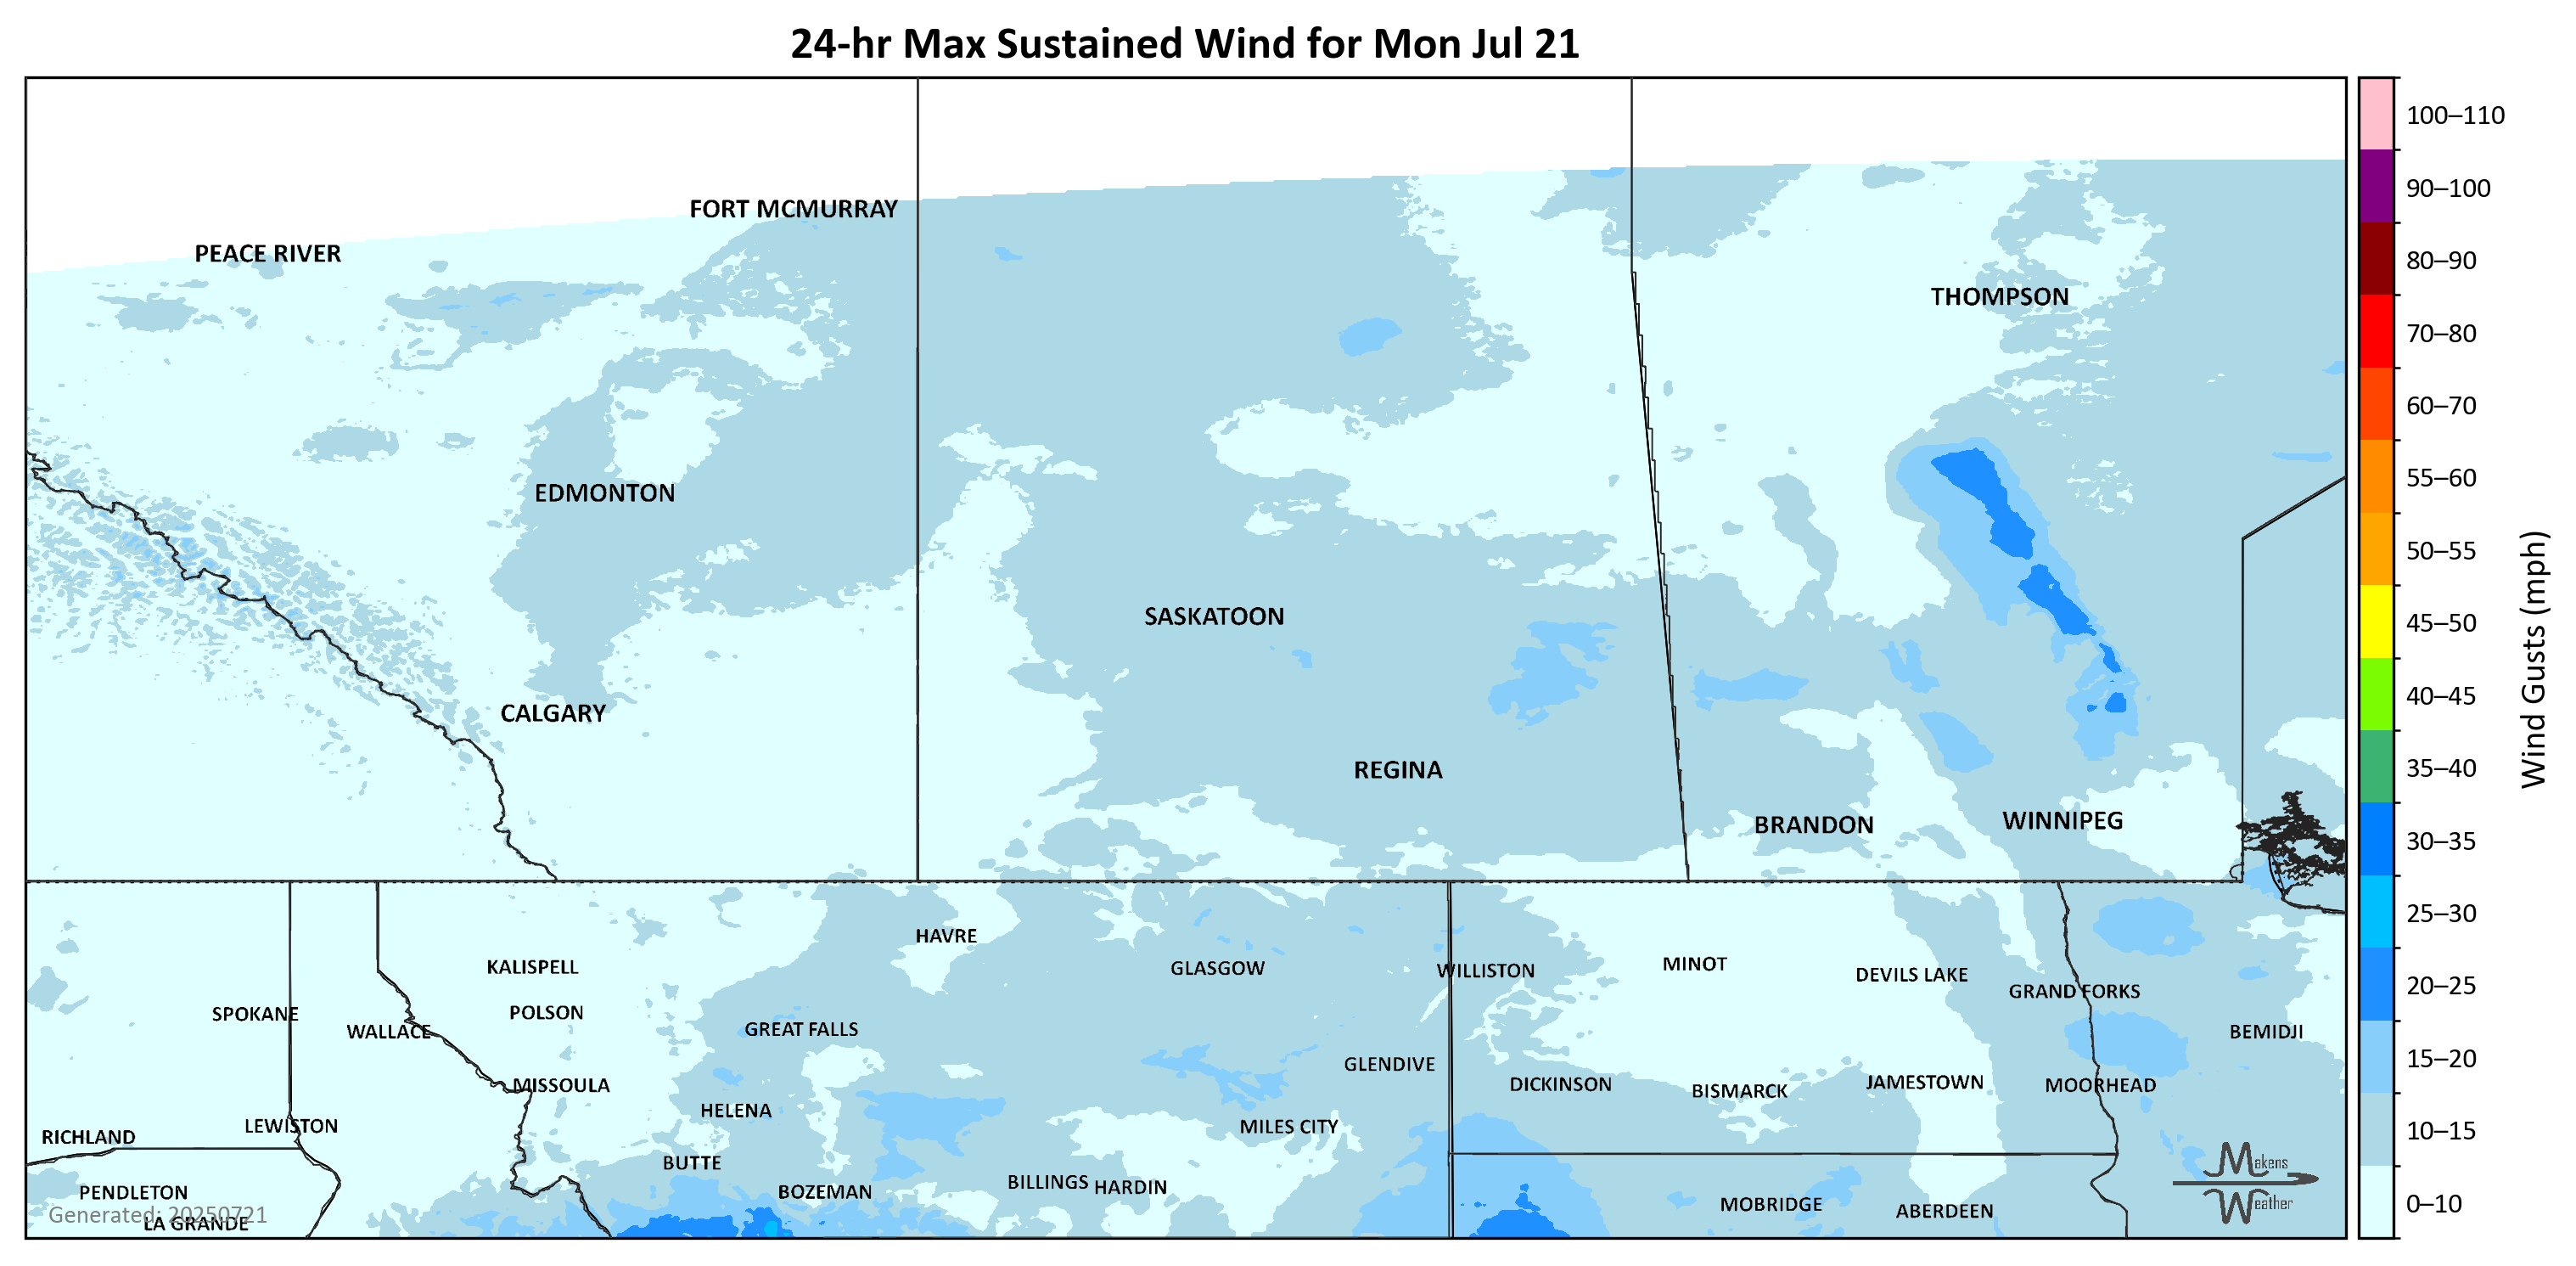 24-hr Max Sustained Wind for Mon Jul 21
100–110
FORT MCMURRAY
90–100
PEACE RIVER
80–90
THOMPSON
70–80
60–70
55–60
EDMONTON
50–55
SASKATOON
45–50
Wind Gusts (mph)
40–45
CALGARY
REGINA
35–40
BRANDON
WINNIPEG
30–35
25–30
HAVRE
KALISPELL
GLASGOW
WILLISTON
MINOT
DEVILS LAKE
20–25
GRAND FORKS
SPOKANE
POLSON
WALLACE
GREAT FALLS
BEMIDJI
15–20
GLENDIVE
MISSOULA
DICKINSON
BISMARCK
JAMESTOWN
MOORHEAD
HELENA
LEWISTON
MILES CITY
10–15
RICHLAND
BUTTE
Makens
PENDLETON
BOZEMAN
BILLINGS
HARDIN
MOBRIDGE
Weather
0–10
ABERDEEN
Generated: 20250721
LA GRANDE